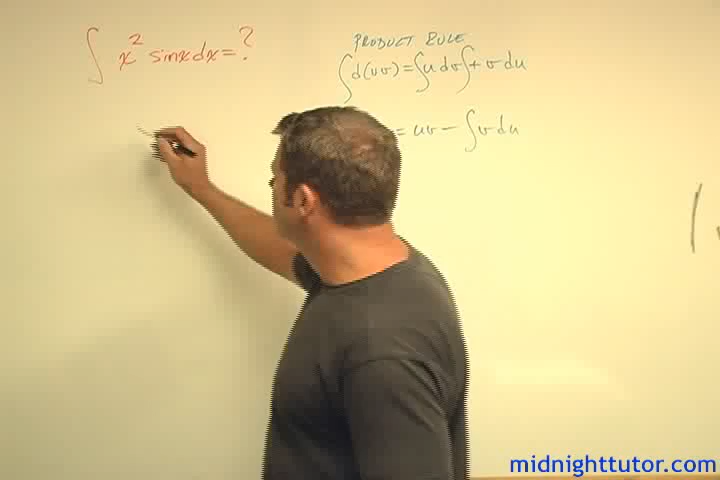 ∫ x² sinx dx = ?
PRODUCT RULE
∫ d(uv) = ∫ u dv ∫ + v du
= uv − ∫ v du
midnighttutor.com